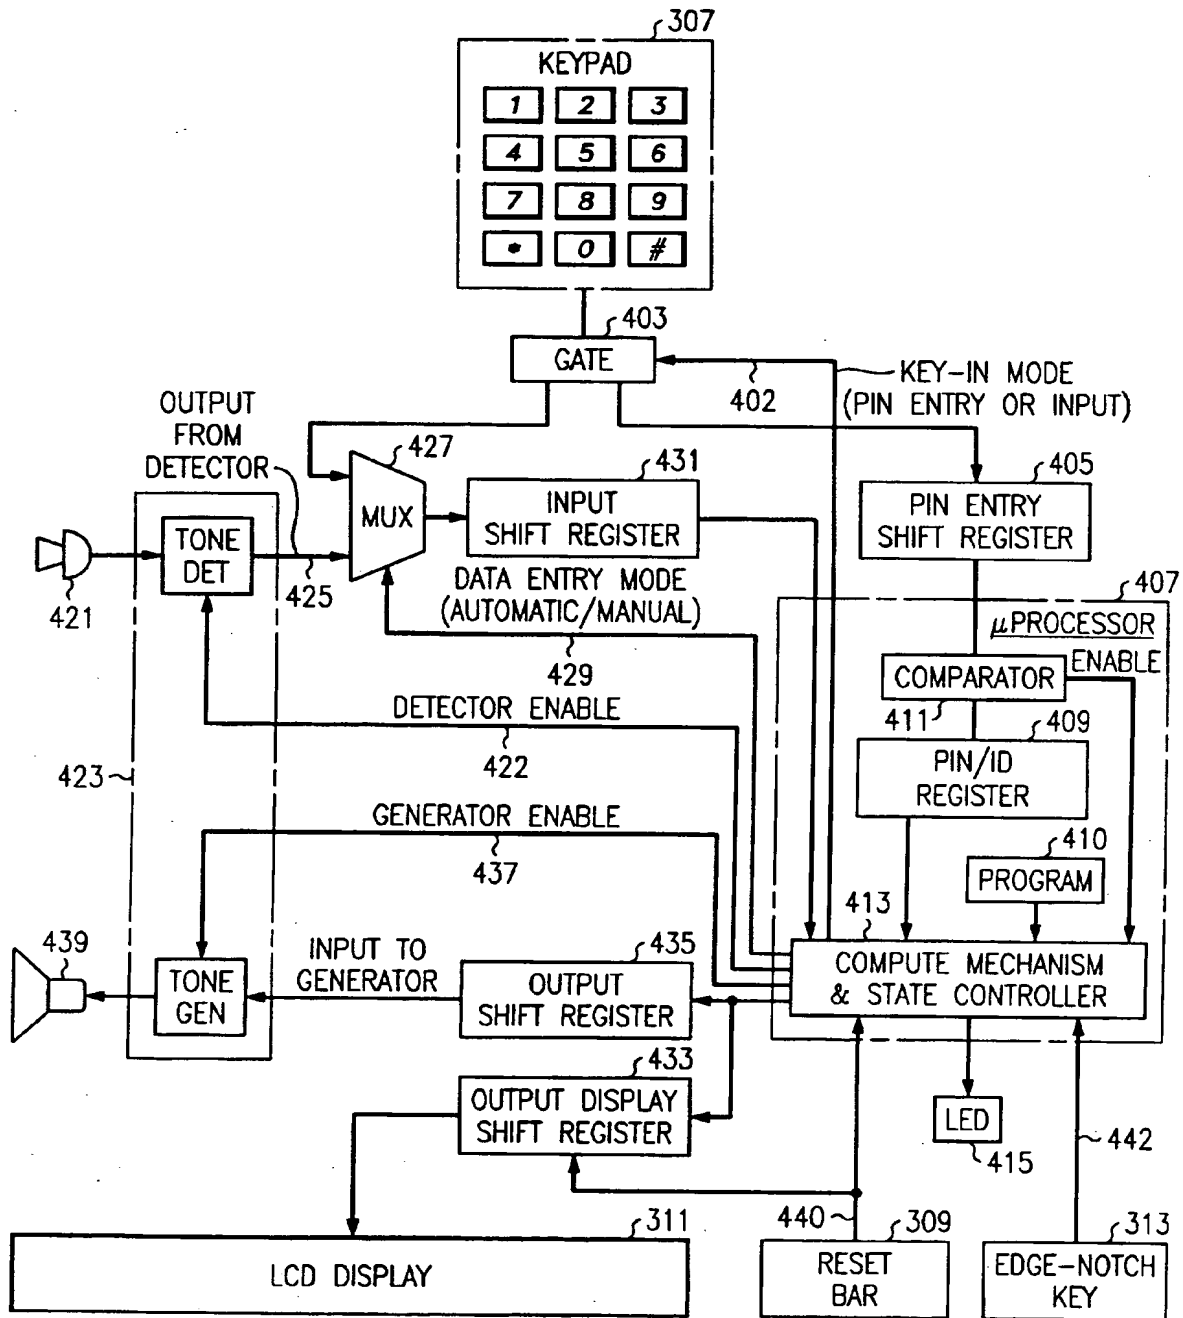 307
KEYPAD
1 2 3
4 5 6
7 8 9
* 0 #
403
GATE
402
KEY-IN MODE
(PIN ENTRY OR INPUT)
OUTPUT
FROM
DETECTOR
427
MUX
431
INPUT
SHIFT REGISTER
405
PIN ENTRY
SHIFT REGISTER
TONE
DET
421
425
DATA ENTRY MODE
(AUTOMATIC/MANUAL)
429
407
μPROCESSOR
COMPARATOR
ENABLE
411
409
PIN/ID
REGISTER
DETECTOR ENABLE
422
423
GENERATOR ENABLE
437
410
PROGRAM
413
COMPUTE MECHANISM
& STATE CONTROLLER
439
TONE
GEN
INPUT TO
GENERATOR
435
OUTPUT
SHIFT REGISTER
433
OUTPUT DISPLAY
SHIFT REGISTER
LED
415
442
440
311
LCD DISPLAY
309
RESET
BAR
313
EDGE-NOTCH
KEY